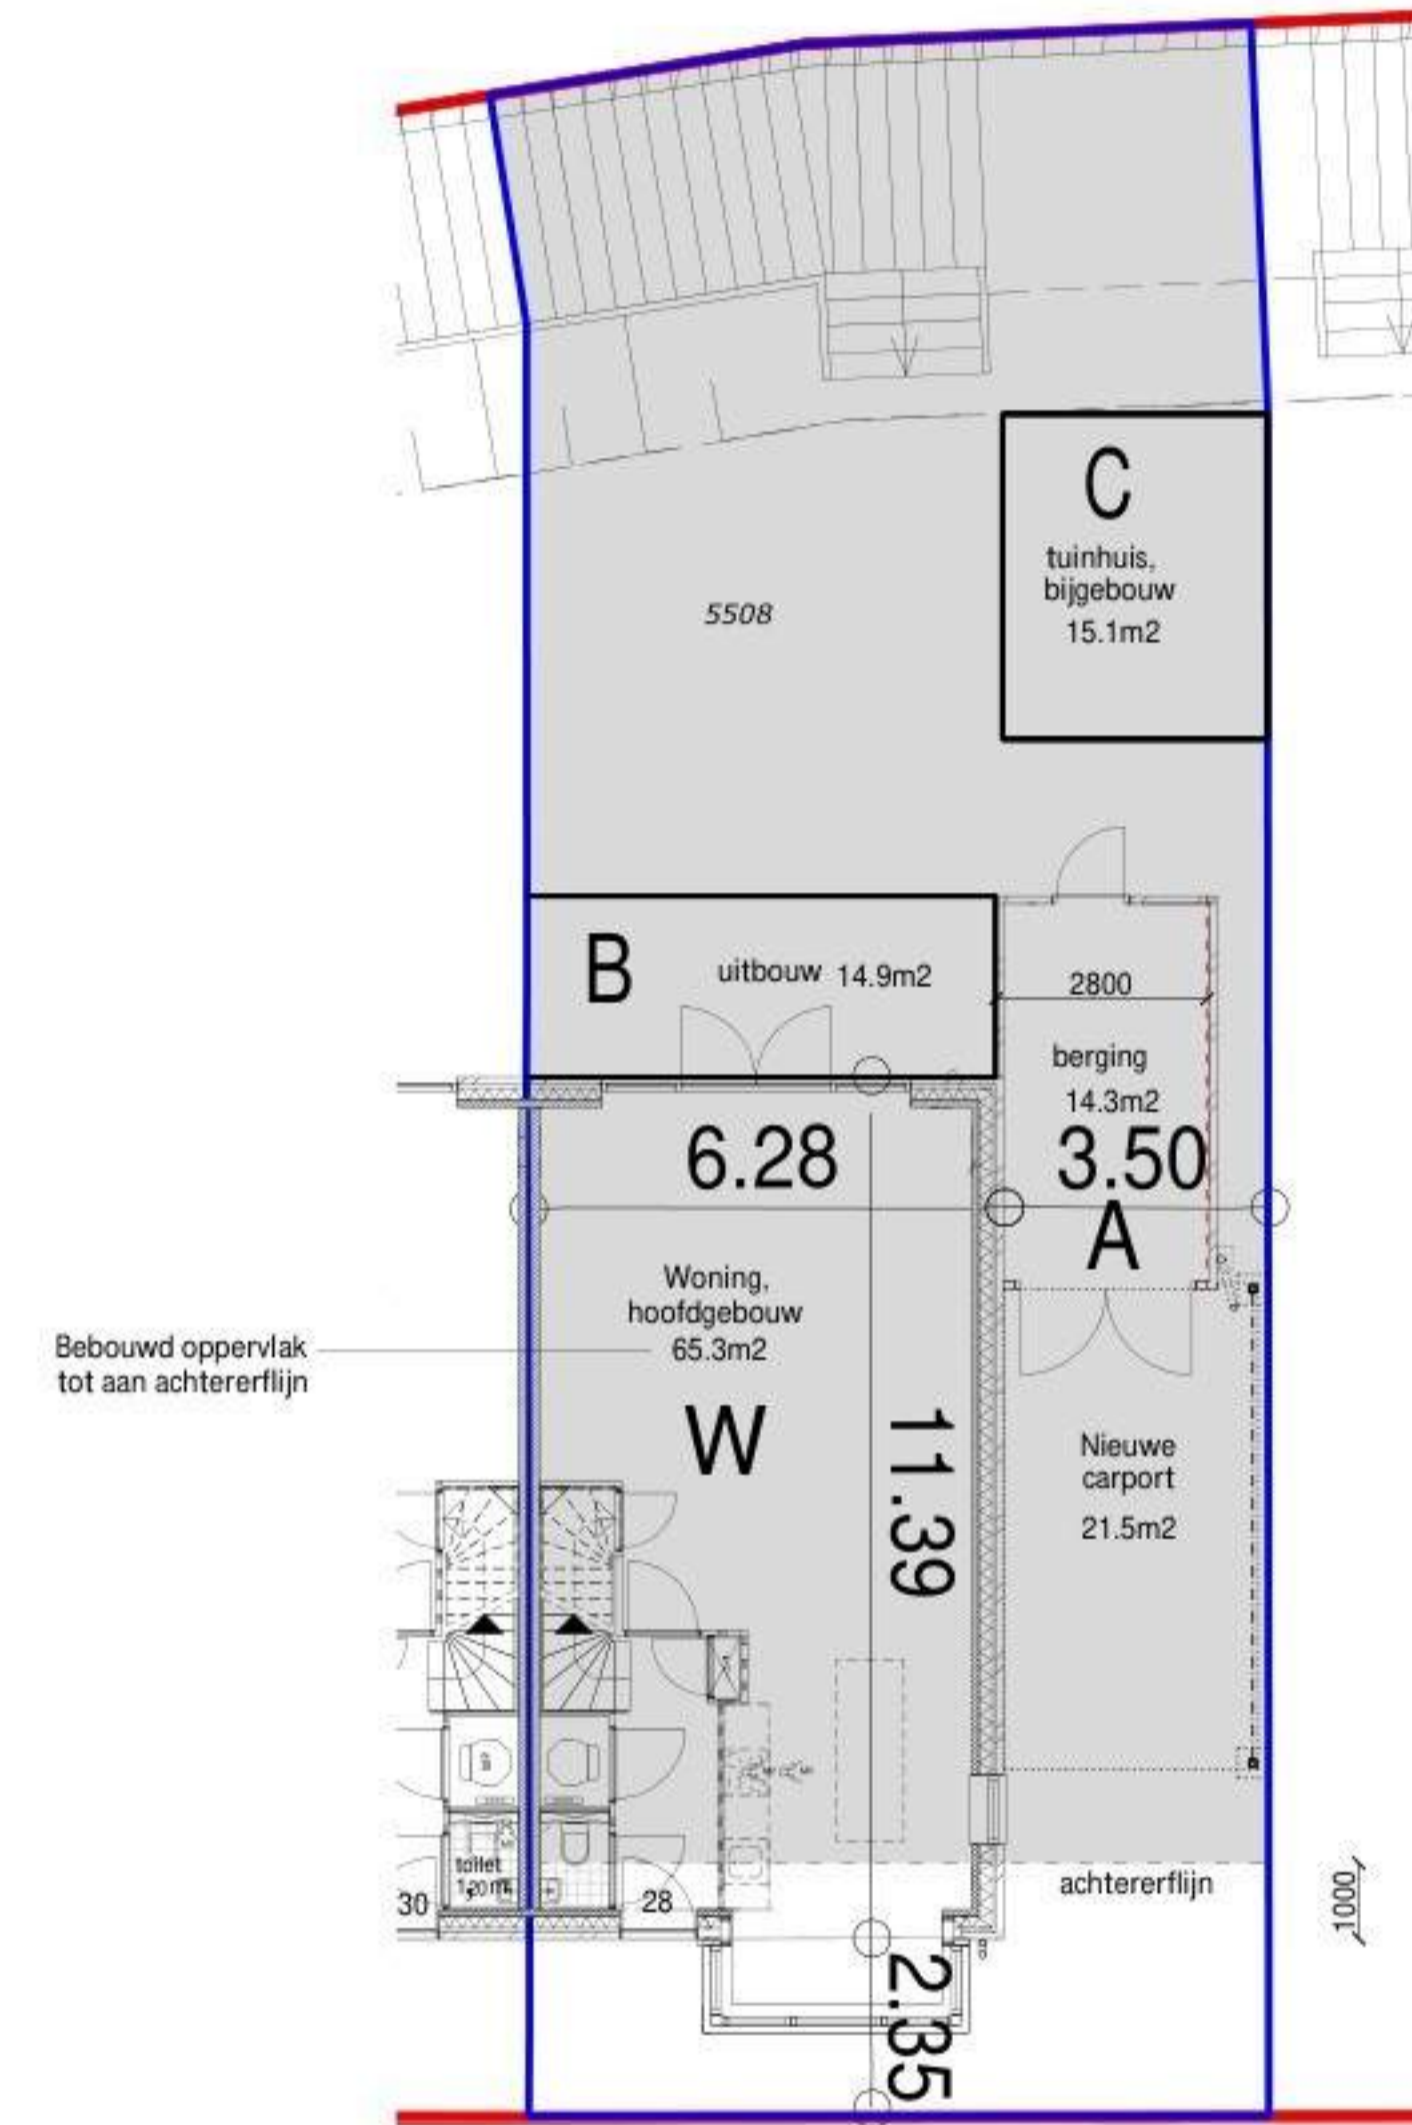 C
tuinhuis,
bijgebouw
15.1m2
5508
B
uitbouw 14.9m2
2800
berging
14.3m2
6.28
3.50
A
Woning,
hoofdgebouw
65.3m2
Bebouwd oppervlak
tot aan achtererflijn
W
11.39
Nieuwe
carport
21.5m2
toilet
30
28
achtererflijn
1000
2.35